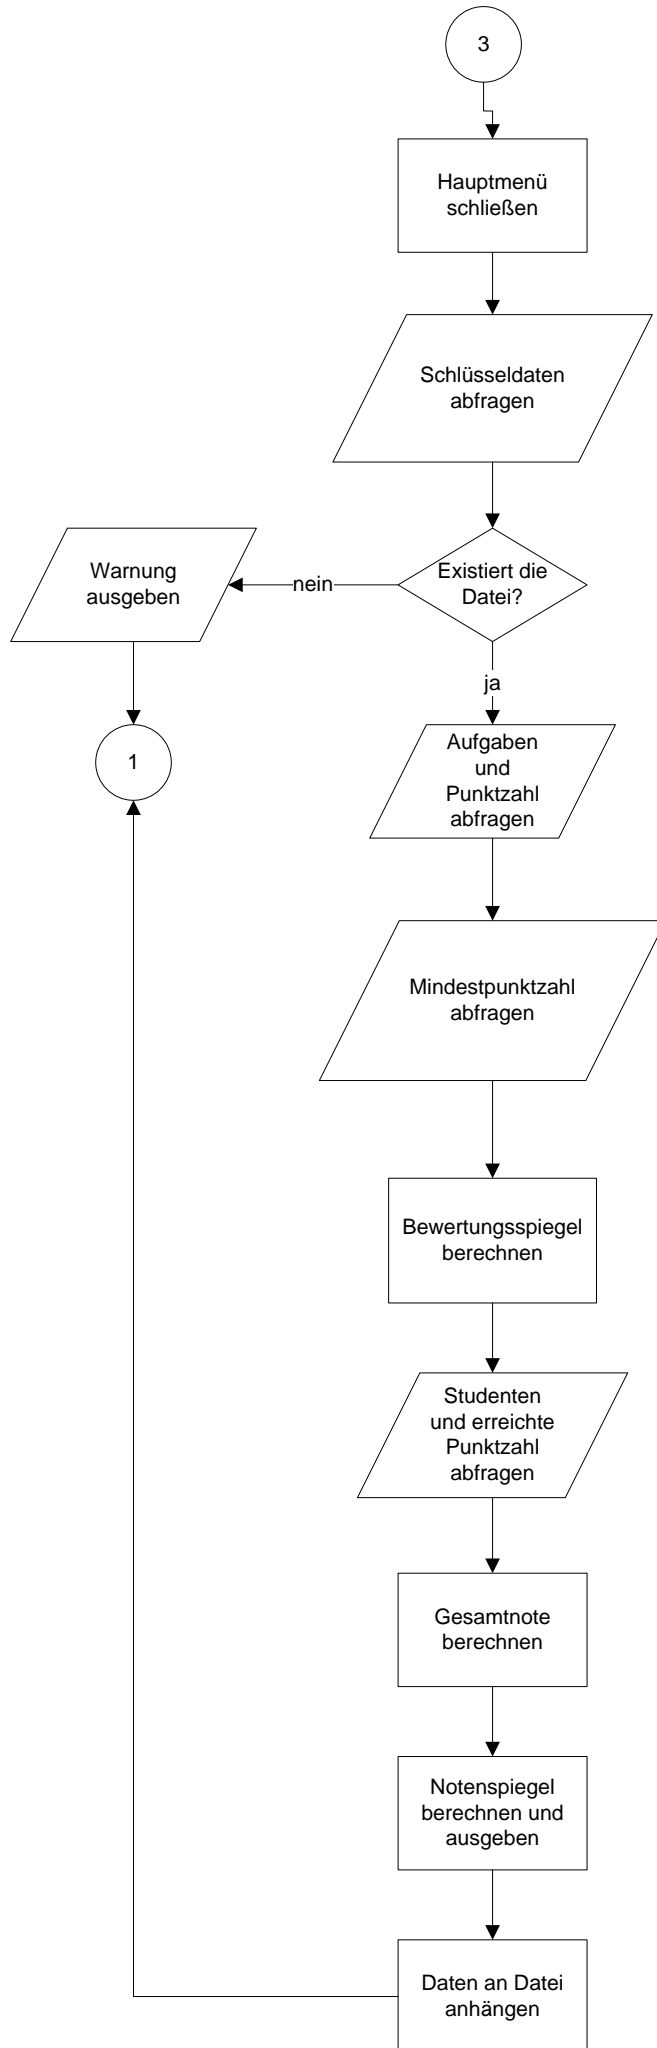 3
Hauptmenü
schließen
Schlüsseldaten
abfragen
Existiert die
Datei?
nein
Warnung
ausgeben
1
ja
Aufgaben
und
Punktzahl
abfragen
Mindestpunktzahl
abfragen
Bewertungsspiegel
berechnen
Studenten
und erreichte
Punktzahl
abfragen
Gesamtnote
berechnen
Notenspiegel
berechnen und
ausgeben
Daten an Datei
anhängen